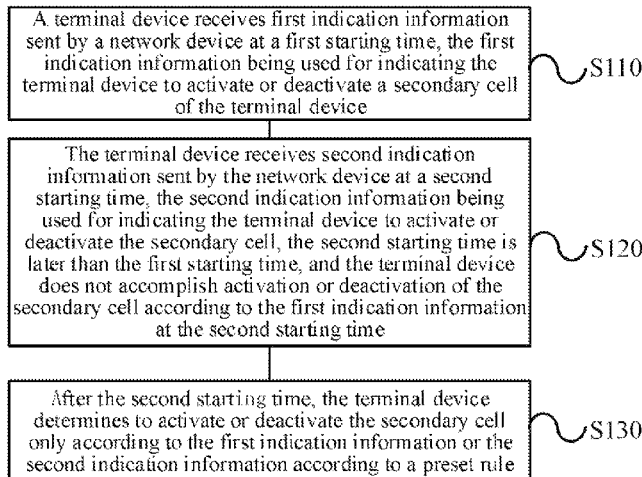 A terminal device receives first indication information
sent by a network device at a first starting time, the first
indication information being used for indicating the
terminal device to activate or deactivate a secondary cell
of the terminal device
S110
The terminal device receives second indication
information sent by the network device at a second
starting time, the second indication information being
used for indicating the terminal device to activate or
deactivate the secondary cell, the second starting time is
later than the first starting time, and the terminal device
does not accomplish activation or deactivation of the
secondary cell according to the first indication information
at the second starting time
S120
After the second starting time, the terminal device
determines to activate or deactivate the secondary cell
only according to the first indication information or the
second indication information according to a preset rule
S130